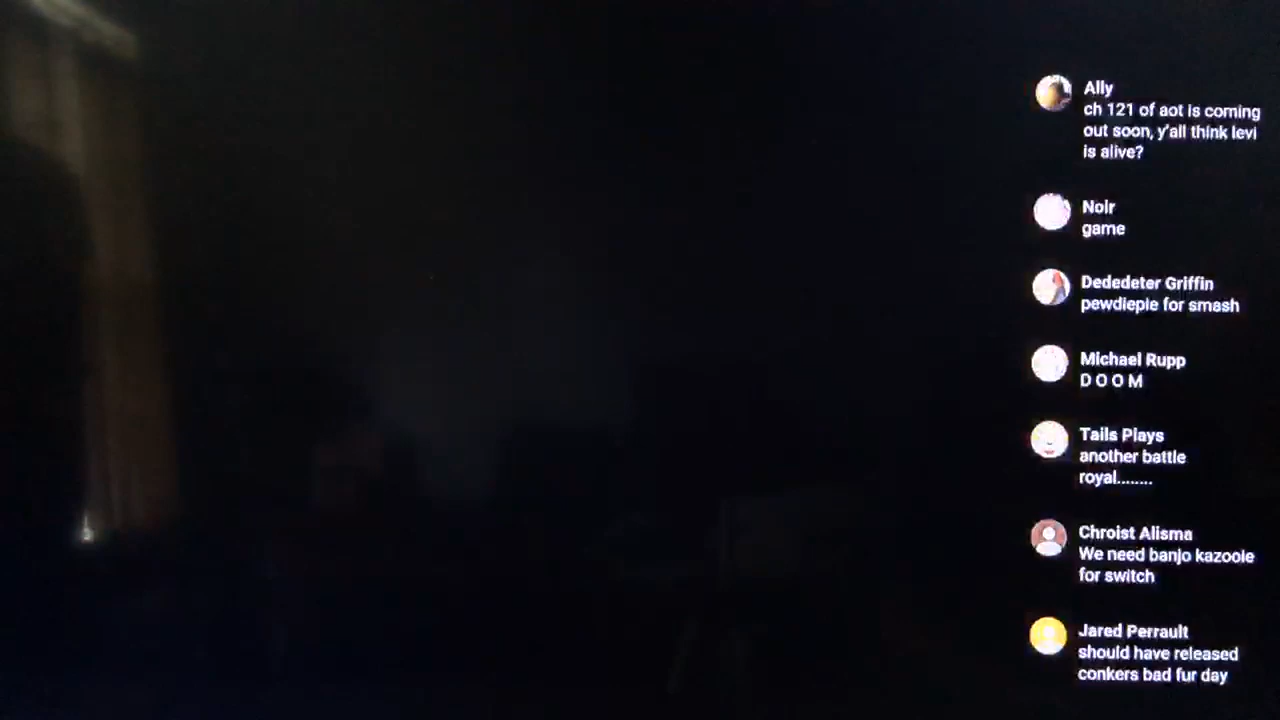 Ally
ch 121 of aot is coming
out soon, y'all think levi
is alive?
Noir
game
Dededeter Griffin
pewdiepie for smash
Michael Rupp
D O O M
Tails Plays
another battle
royal........
Chroist Alisma
We need banjo kazooie
for switch
Jared Perrault
should have released
conkers bad fur day